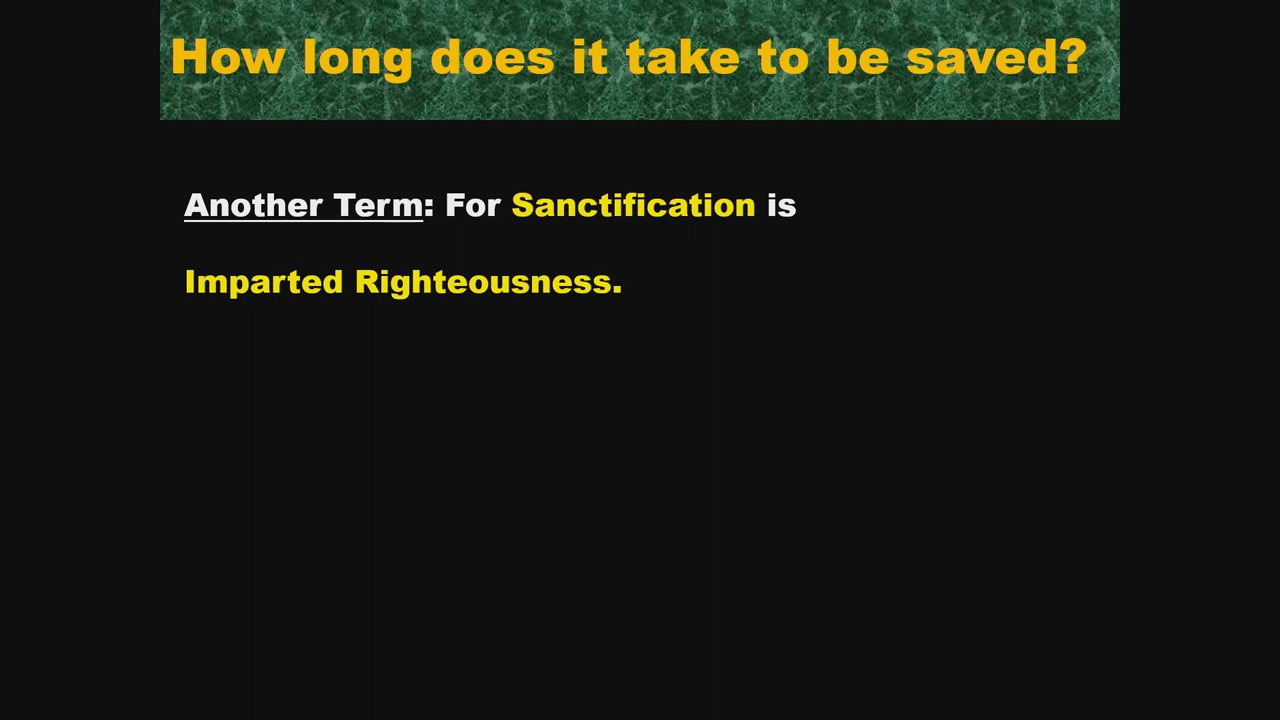 How long does it take to be saved?
Another Term: For Sanctification is
Imparted Righteousness.